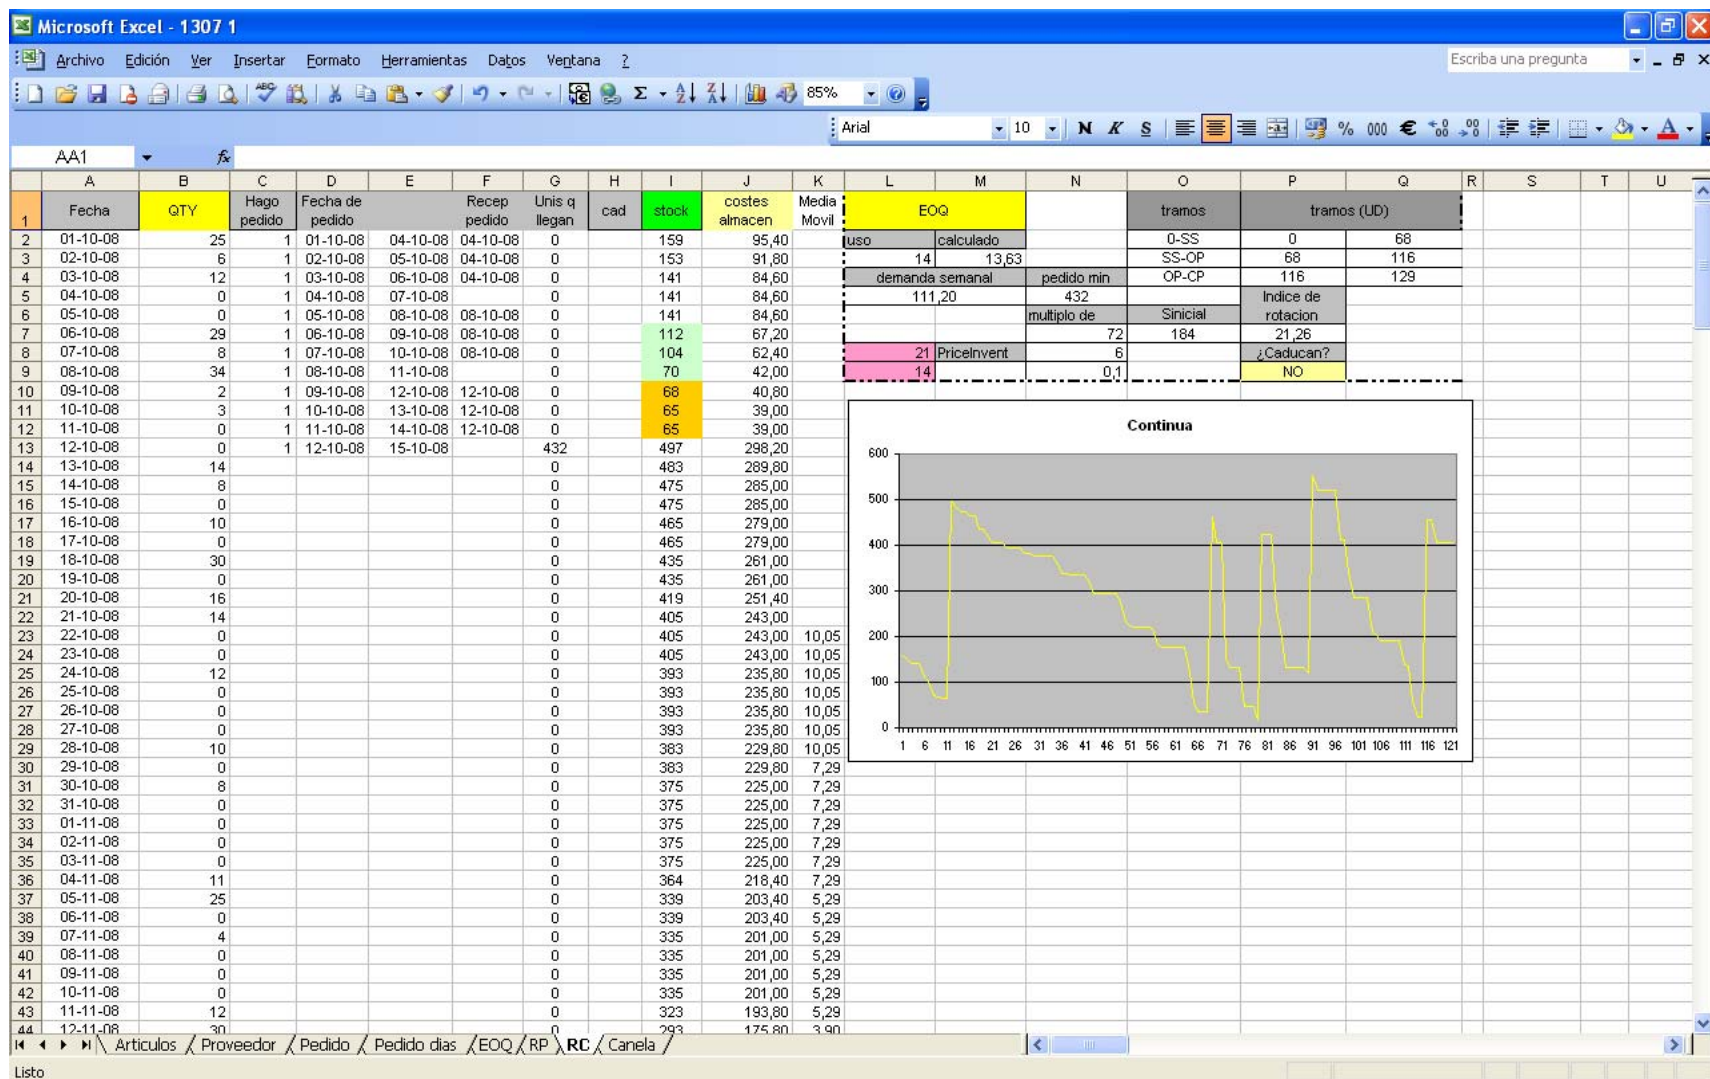 Microsoft Excel - 1307 1
Archivo Edición Ver Insertar Formato Herramientas Datos Ventana ? Escriba una pregunta
85%
Arial 10 N K S % 000 €
AA1 fx
A B C D E F G H I J K L M N O P Q R S T U
1 Fecha QTY Hago pedido Fecha de pedido Recep pedido Unis q llegan cad stock costes almacen Media Movil EOQ tramos tramos (UD)
2 01-10-08 25 1 01-10-08 04-10-08 04-10-08 0 159 95,40 uso calculado 0-SS 0 68
3 02-10-08 6 1 02-10-08 05-10-08 04-10-08 0 153 91,80 14 13,63 SS-OP 68 116
4 03-10-08 12 1 03-10-08 06-10-08 04-10-08 0 141 84,60 demanda semanal pedido min OP-CP 116 129
5 04-10-08 0 1 04-10-08 07-10-08 0 141 84,60 111,20 432 Indice de
6 05-10-08 0 1 05-10-08 08-10-08 08-10-08 0 141 84,60 multiplo de Sinicial rotacion
7 06-10-08 29 1 06-10-08 09-10-08 08-10-08 0 112 67,20 72 184 21,26
8 07-10-08 8 1 07-10-08 10-10-08 08-10-08 0 104 62,40 21 PriceInvent 6 ¿Caducan?
9 08-10-08 34 1 08-10-08 11-10-08 0 70 42,00 14 0,1 NO
10 09-10-08 2 1 09-10-08 12-10-08 12-10-08 0 68 40,80
11 10-10-08 3 1 10-10-08 13-10-08 12-10-08 0 65 39,00
12 11-10-08 0 1 11-10-08 14-10-08 12-10-08 0 65 39,00
13 12-10-08 0 1 12-10-08 15-10-08 432 497 298,20
14 13-10-08 14 0 483 289,80
15 14-10-08 8 0 475 285,00
16 15-10-08 0 0 475 285,00
17 16-10-08 10 0 465 279,00
18 17-10-08 0 0 465 279,00
19 18-10-08 30 0 435 261,00
20 19-10-08 0 0 435 261,00
21 20-10-08 16 0 419 251,40
22 21-10-08 14 0 405 243,00
23 22-10-08 0 0 405 243,00 10,05
24 23-10-08 0 0 405 243,00 10,05
25 24-10-08 12 0 393 235,80 10,05
26 25-10-08 0 0 393 235,80 10,05
27 26-10-08 0 0 393 235,80 10,05
28 27-10-08 0 0 393 235,80 10,05
29 28-10-08 10 0 383 229,80 10,05
30 29-10-08 0 0 383 229,80 7,29
31 30-10-08 8 0 375 225,00 7,29
32 31-10-08 0 0 375 225,00 7,29
33 01-11-08 0 0 375 225,00 7,29
34 02-11-08 0 0 375 225,00 7,29
35 03-11-08 0 0 375 225,00 7,29
36 04-11-08 11 0 364 218,40 7,29
37 05-11-08 25 0 339 203,40 5,29
38 06-11-08 0 0 339 203,40 5,29
39 07-11-08 4 0 335 201,00 5,29
40 08-11-08 0 0 335 201,00 5,29
41 09-11-08 0 0 335 201,00 5,29
42 10-11-08 0 0 335 201,00 5,29
43 11-11-08 12 0 323 193,80 5,29
44 12-11-08 30 0 293 175,80 3,90
Continua
600
500
400
300
200
100
0
1 6 11 16 21 26 31 36 41 46 51 56 61 66 71 76 81 86 91 96 101 106 111 116 121
Articulos / Proveedor / Pedido / Pedido dias / EOQ / RP \ RC / Canela /
Listo